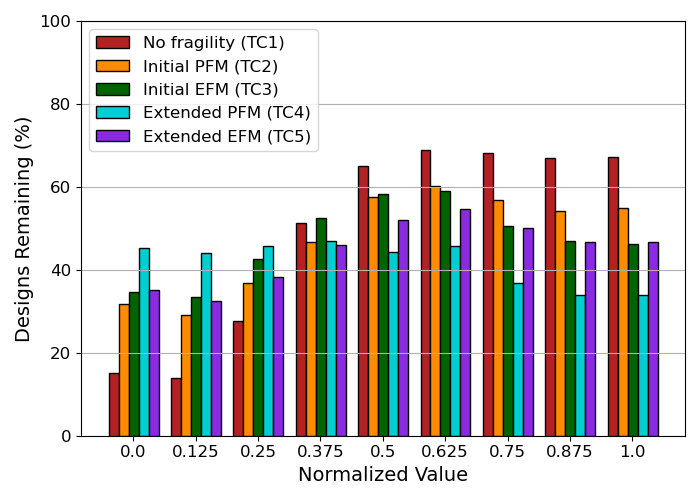 100
80
60
40
20
0
Designs Remaining (%)
No fragility (TC1)
Initial PFM (TC2)
Initial EFM (TC3)
Extended PFM (TC4)
Extended EFM (TC5)
0.0 0.125 0.25 0.375 0.5 0.625 0.75 0.875 1.0
Normalized Value